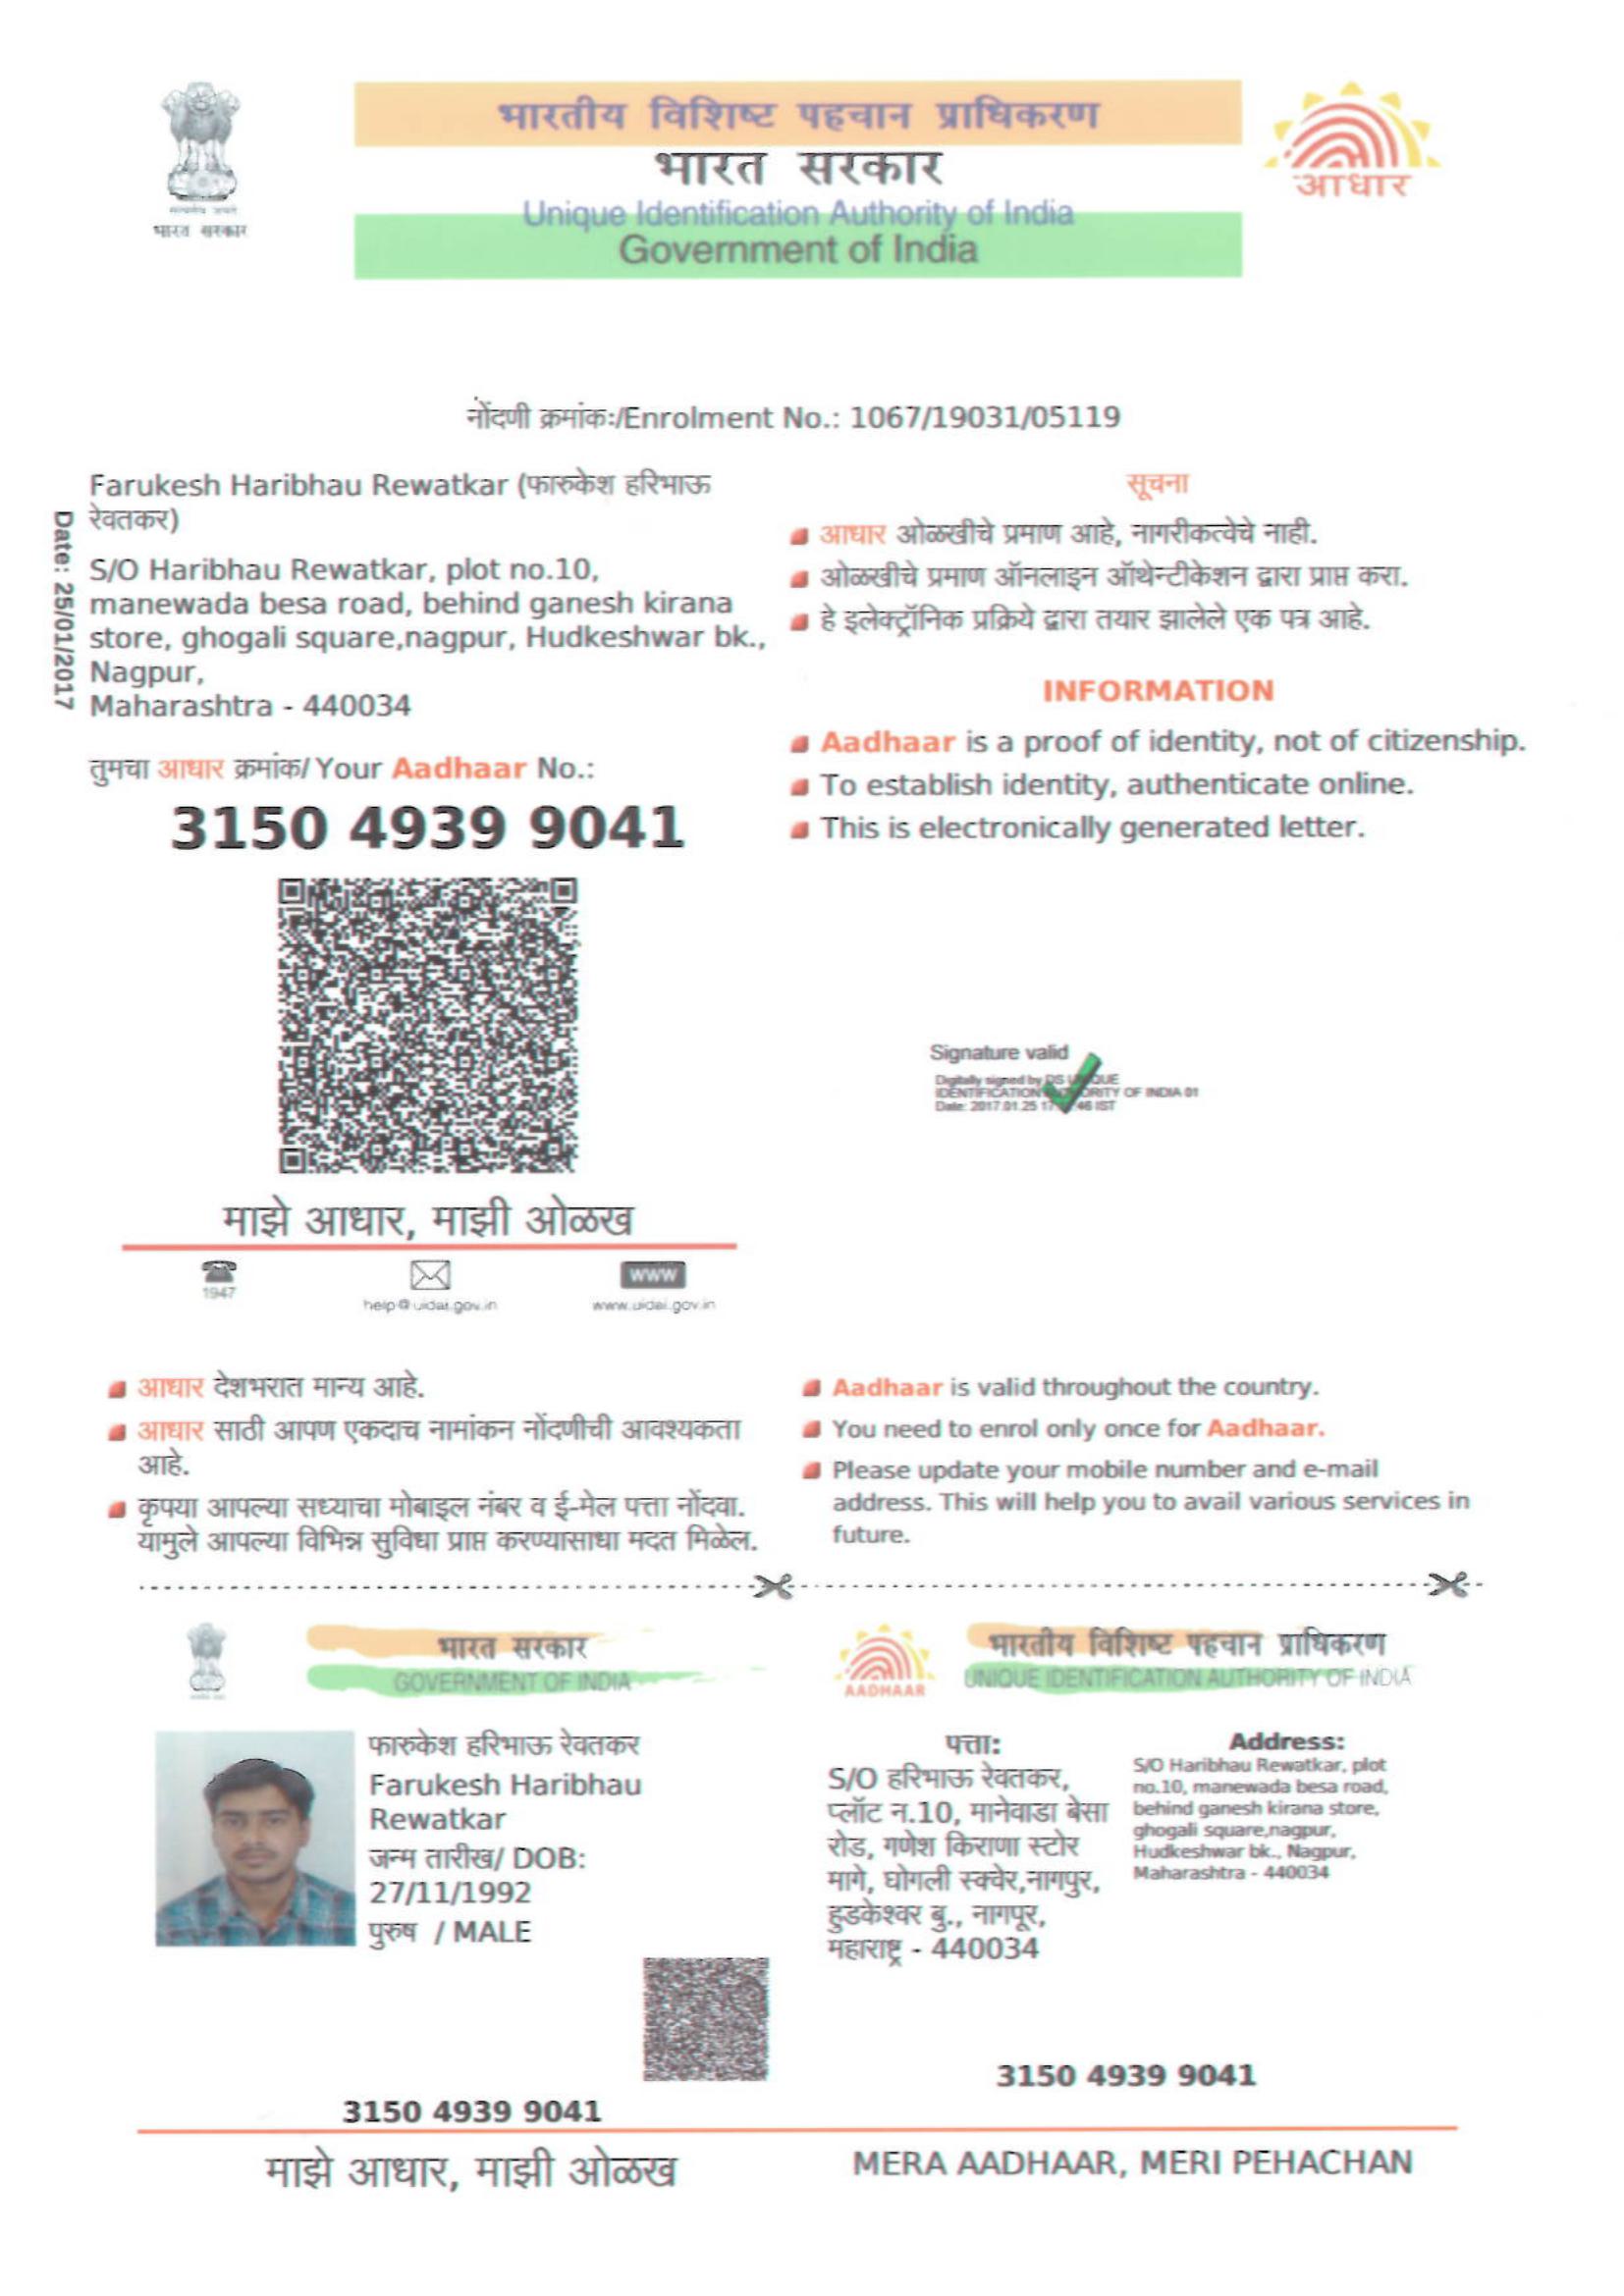 भारतीय विशिष्ट पहचान प्राधिकरण
भारत सरकार
Unique Identification Authority of India
Government of India
भारत सरकार
आधार
नोंदणी क्रमांक:/Enrolment No.: 1067/19031/05119
Date: 25/01/2017
Farukesh Haribhau Rewatkar (फारुकेश हरिभाऊ
रेवतकर)
S/O Haribhau Rewatkar, plot no.10,
manewada besa road, behind ganesh kirana
store, ghogali square,nagpur, Hudkeshwar bk.,
Nagpur,
Maharashtra - 440034
तुमचा आधार क्रमांक/ Your Aadhaar No.:
3150 4939 9041
सूचना
आधार ओळखीचे प्रमाण आहे, नागरीकत्वेचे नाही.
ओळखीचे प्रमाण ऑनलाइन ऑथेन्टीकेशन द्वारा प्राप्त करा.
हे इलेक्ट्रॉनिक प्रक्रिये द्वारा तयार झालेले एक पत्र आहे.
INFORMATION
Aadhaar is a proof of identity, not of citizenship.
To establish identity, authenticate online.
This is electronically generated letter.
Signature valid
Digitally signed by DS
IDENTIFICATION OF INDIA 01
Date: 2017.01.25 IST
माझे आधार, माझी ओळख
1947
help@uidai.gov.in
www
www.uidai.gov.in
आधार देशभरात मान्य आहे.
आधार साठी आपण एकदाच नामांकन नोंदणीची आवश्यकता
आहे.
कृपया आपल्या सध्याचा मोबाइल नंबर व ई-मेल पत्ता नोंदवा.
यामुले आपल्या विभिन्न सुविधा प्राप्त करण्यासाधा मदत मिळेल.
Aadhaar is valid throughout the country.
You need to enrol only once for Aadhaar.
Please update your mobile number and e-mail
address. This will help you to avail various services in
future.
भारत सरकार
GOVERNMENT OF INDIA
फारुकेश हरिभाऊ रेवतकर
Farukesh Haribhau
Rewatkar
जन्म तारीख/ DOB:
27/11/1992
पुरुष / MALE
3150 4939 9041
माझे आधार, माझी ओळख
AADHAAR
भारतीय विशिष्ट पहचान प्राधिकरण
UNIQUE IDENTIFICATION AUTHORITY OF INDIA
पत्ता:
S/O हरिभाऊ रेवतकर,
प्लॉट न.10, मानेवाडा बेसा
रोड, गणेश किराणा स्टोर
मागे, घोगली स्क्वेर,नागपुर,
हुडकेश्वर बु., नागपूर,
महाराष्ट्र - 440034
Address:
S/O Haribhau Rewatkar, plot
no.10, manewada besa road,
behind ganesh kirana store,
ghogali square,nagpur,
Hudkeshwar bk., Nagpur,
Maharashtra - 440034
3150 4939 9041
MERA AADHAAR, MERI PEHACHAN